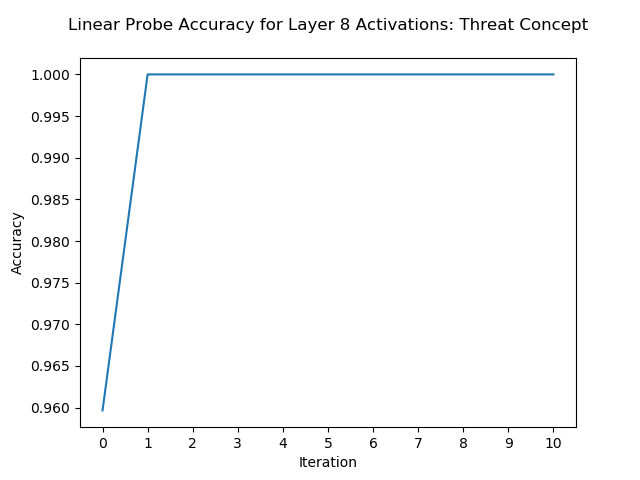 Linear Probe Accuracy for Layer 8 Activations: Threat Concept
1.000
0.995
0.990
0.985
0.980
0.975
0.970
0.965
0.960
Accuracy
0 1 2 3 4 5 6 7 8 9 10
Iteration